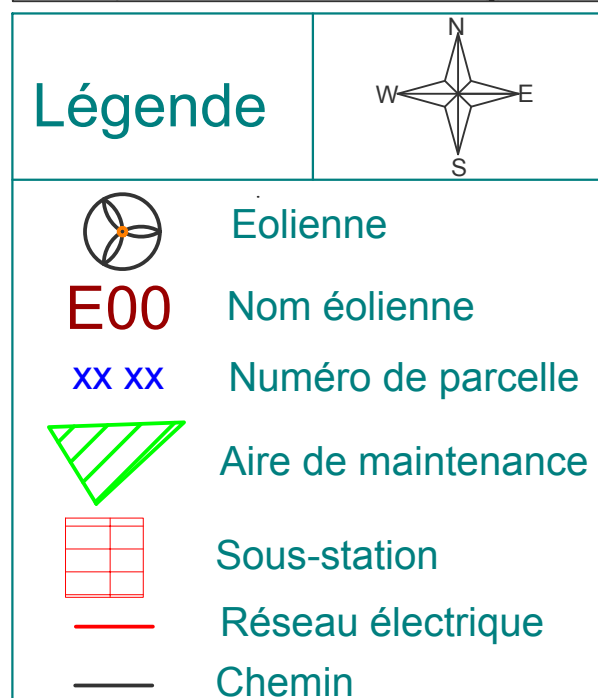 N
Légende
W E
S
Eolienne
E00 Nom éolienne
xx xx Numéro de parcelle
Aire de maintenance
Sous-station
Réseau électrique
Chemin